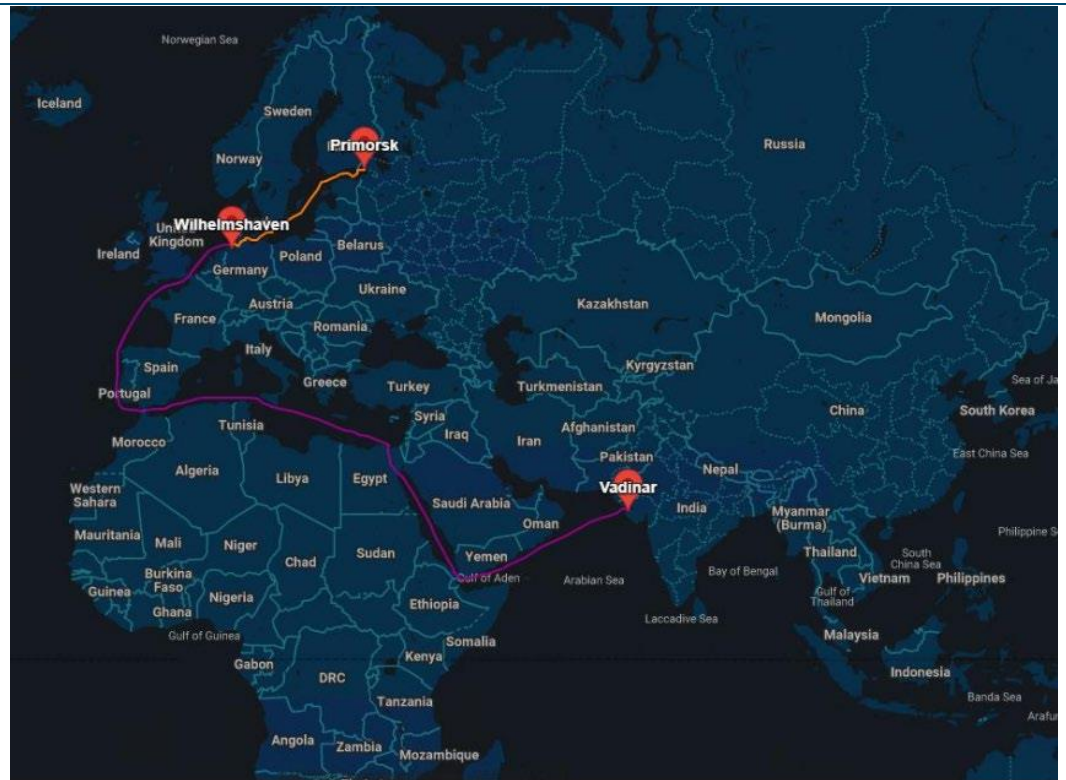 Norwegian Sea
Iceland
Sweden
Norway
Primorsk
Russia
Wilhelmshaven
United
Kingdom
Ireland
Belarus
Poland
Germany
Ukraine
Kazakhstan
Mongolia
Austria
France
Romania
Italy
Kyrgyzstan
Spain
Greece
Turkey
Turkmenistan
Sea of Ja
Portugal
China
South Korea
Syria
Afghanistan
Tunisia
Iraq
Iran
Morocco
Pakistan
East China Sea
Nepal
Algeria
Libya
Egypt
Vadinar
Western
Sahara
Saudi Arabia
India
Myanmar
(Burma)
Oman
Mauritania
Mali
Niger
Philippine S
Chad
Sudan
Yemen
Thailand
South
China Sea
Gulf of Aden
Arabian Sea
Bay of Bengal
Burkina
Faso
Vietnam
Philippines
Guinea
Nigeria
Ethiopia
Gulf of
Thailand
Ghana
Laccadive Sea
Gulf of Guinea
Somalia
Malaysia
Gabon
Kenya
DRC
Indonesia
Tanzania
Banda Sea
Arafur
Angola
Zambia
Mozambique